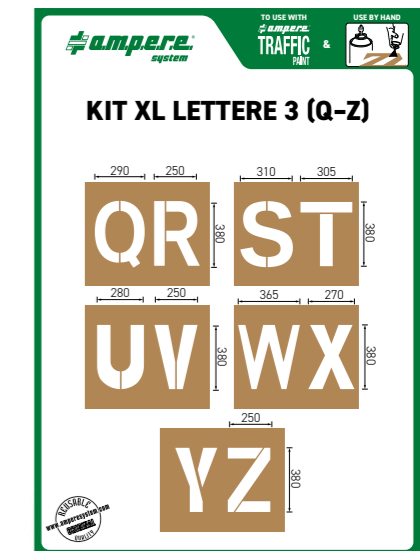 ampere
system
TO USE WITH
ampere
TRAFFIC
PAINT
&
USE BY HAND
KIT XL LETTERE 3 (Q-Z)
290 250
QR
380
310 305
ST
380
280 250
UV
380
365 270
WX
380
250
YZ
380
REUSABLE
www.amperesystem.com
QUALITY